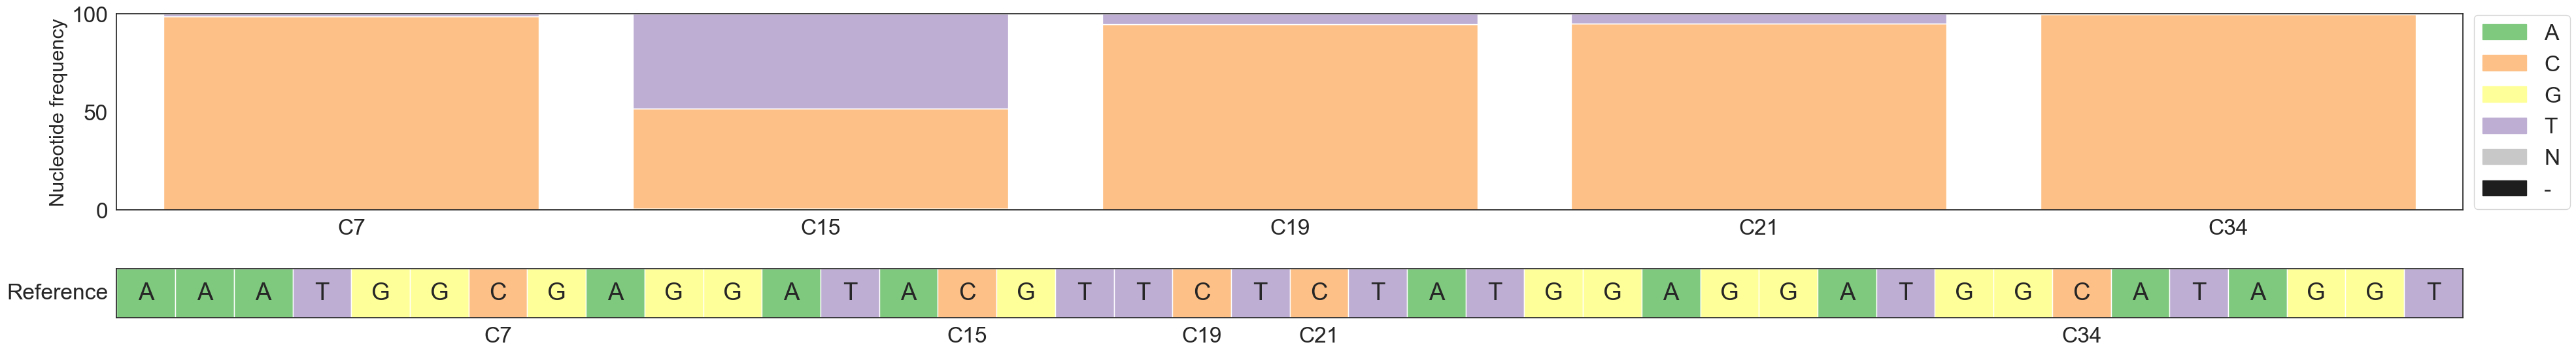 Nucleotide frequency
100
50
0
C7 C15 C19 C21 C34
A
C
G
T
N
-
Reference A A A T G G C G A G G A T A C G T T C T C T A T G G A G G A T G G C A T A G G T
C7 C15 C19 C21 C34